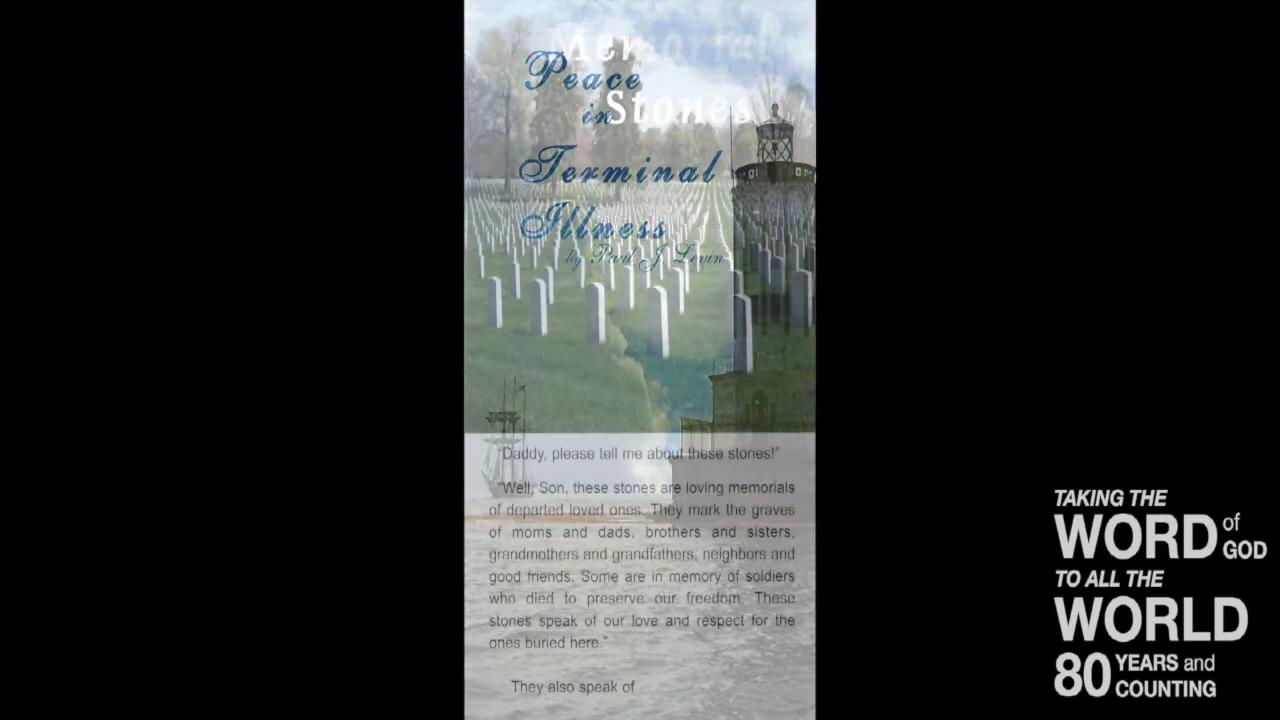 Memorial
Stones
Peace
in
Terminal
Illness
by Paul J. Levin
"Daddy, please tell me about these stones!"
"Well, Son, these stones are loving memorials
of departed loved ones. They mark the graves
of moms and dads, brothers and sisters,
grandmothers and grandfathers, neighbors and
good friends. Some are in memory of soldiers
who died to preserve our freedom. These
stones speak of our love and respect for the
ones buried here."
They also speak of
TAKING THE
WORD of GOD
TO ALL THE
WORLD
80 YEARS and
COUNTING